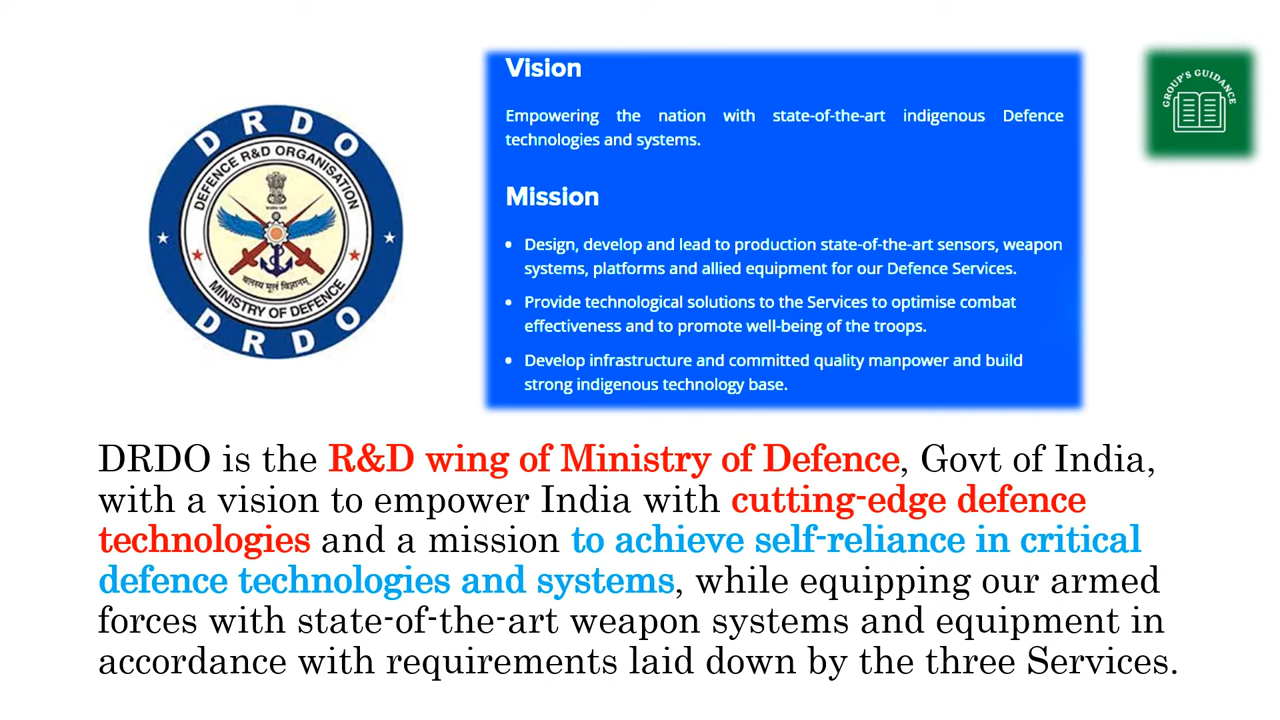 DRDO
DEFENCE R&D ORGANISATION
बलस्य मूलं विज्ञानम्
MINISTRY OF DEFENCE
DRDO
Vision
Empowering the nation with state-of-the-art indigenous Defence
technologies and systems.
Mission
• Design, develop and lead to production state-of-the-art sensors, weapon
systems, platforms and allied equipment for our Defence Services.
• Provide technological solutions to the Services to optimise combat
effectiveness and to promote well-being of the troops.
• Develop infrastructure and committed quality manpower and build
strong indigenous technology base.
GROUP'S GUIDANCE
DRDO is the R&D wing of Ministry of Defence, Govt of India,
with a vision to empower India with cutting-edge defence
technologies and a mission to achieve self-reliance in critical
defence technologies and systems, while equipping our armed
forces with state-of-the-art weapon systems and equipment in
accordance with requirements laid down by the three Services.